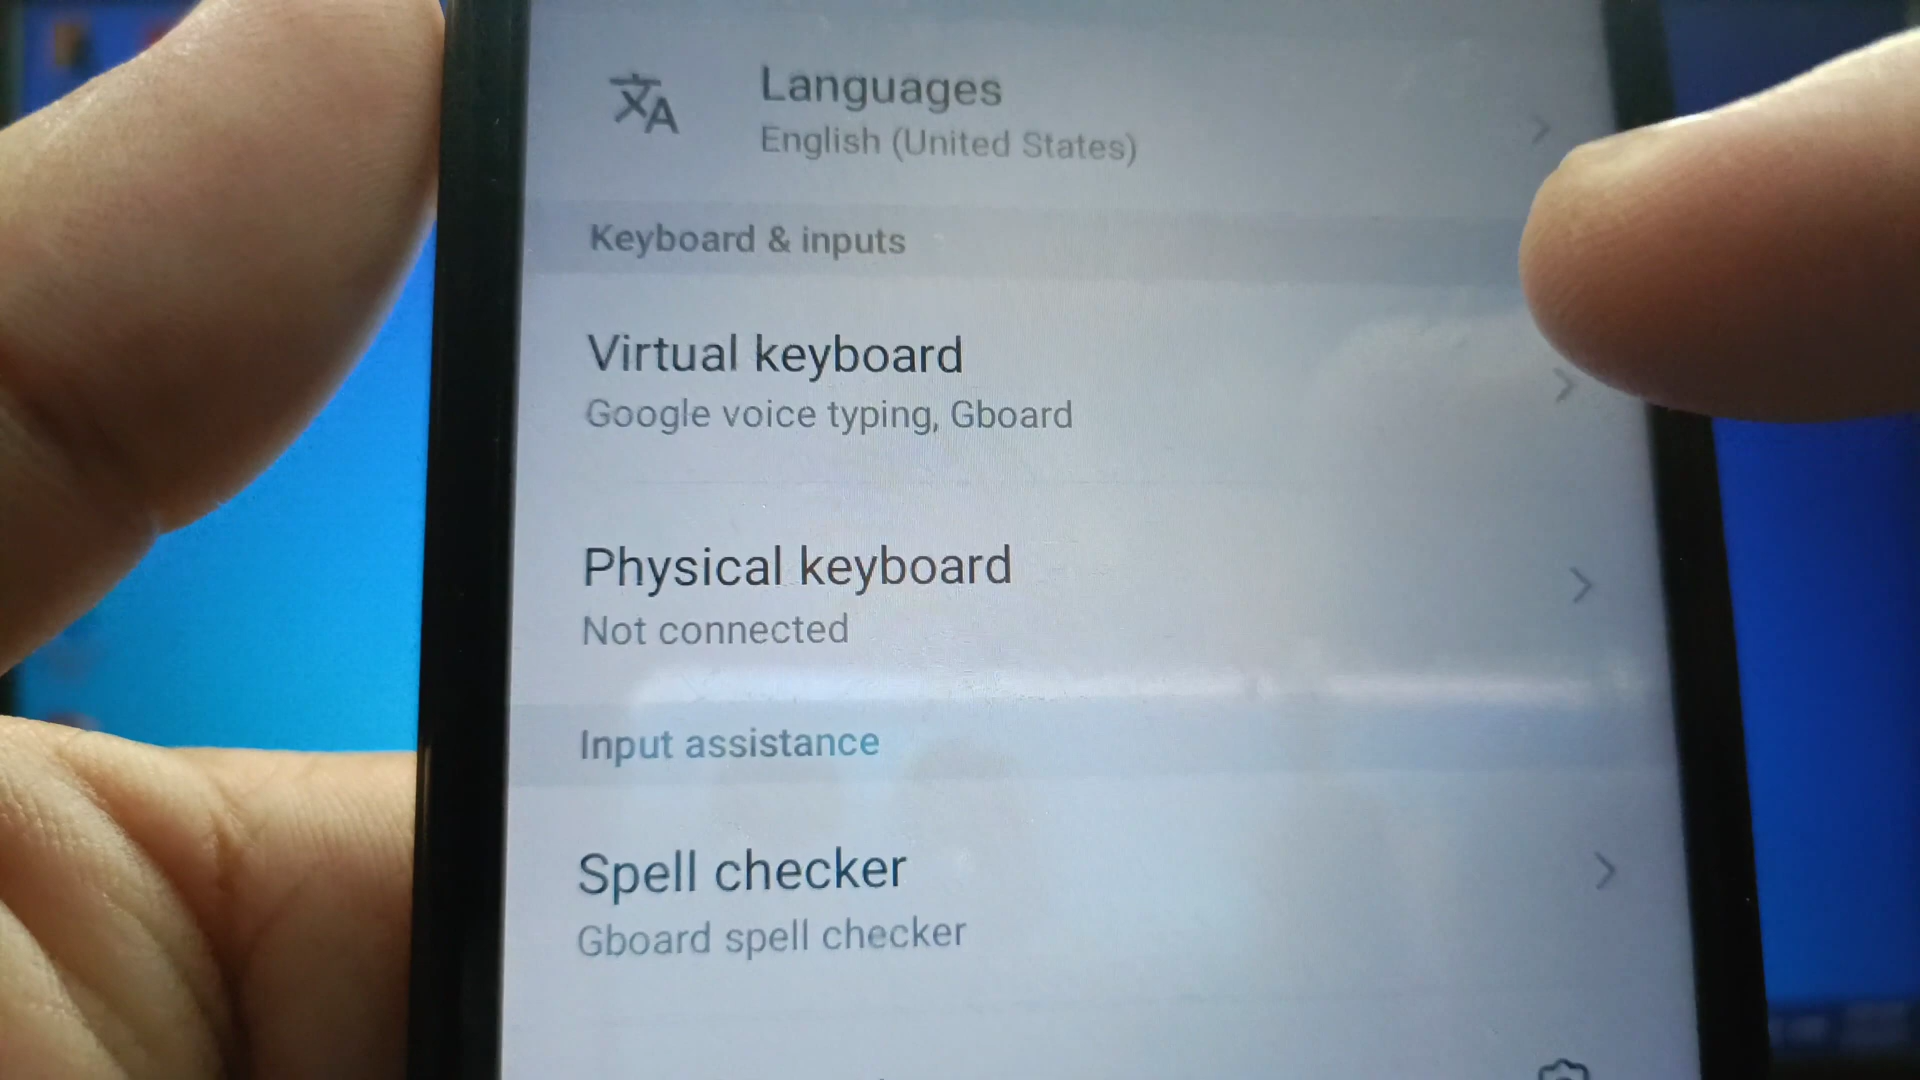 Languages
English (United States)
Keyboard & inputs
Virtual keyboard
Google voice typing, Gboard
Physical keyboard
Not connected
Input assistance
Spell checker
Gboard spell checker